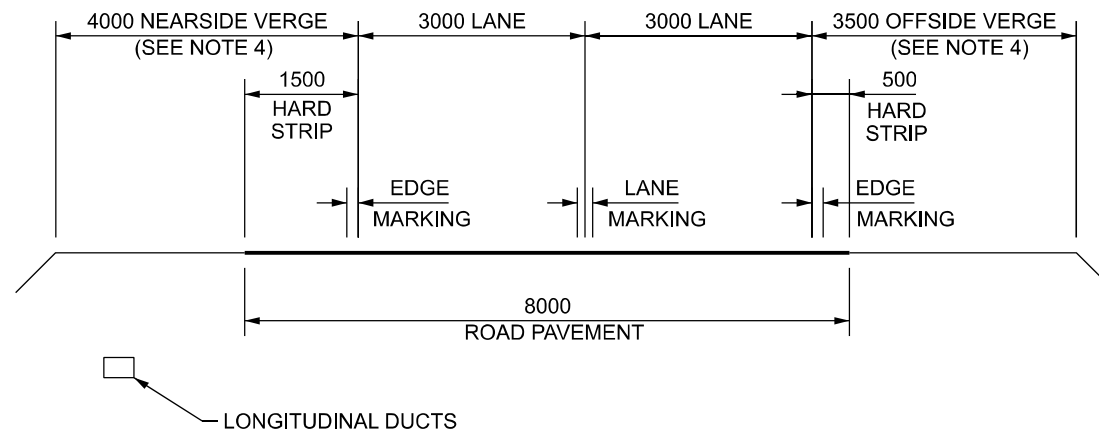 4000 NEARSIDE VERGE
(SEE NOTE 4)
3000 LANE
3000 LANE
3500 OFFSIDE VERGE
(SEE NOTE 4)
1500
HARD
STRIP
500
HARD
STRIP
EDGE
MARKING
LANE
MARKING
EDGE
MARKING
8000
ROAD PAVEMENT
LONGITUDINAL DUCTS